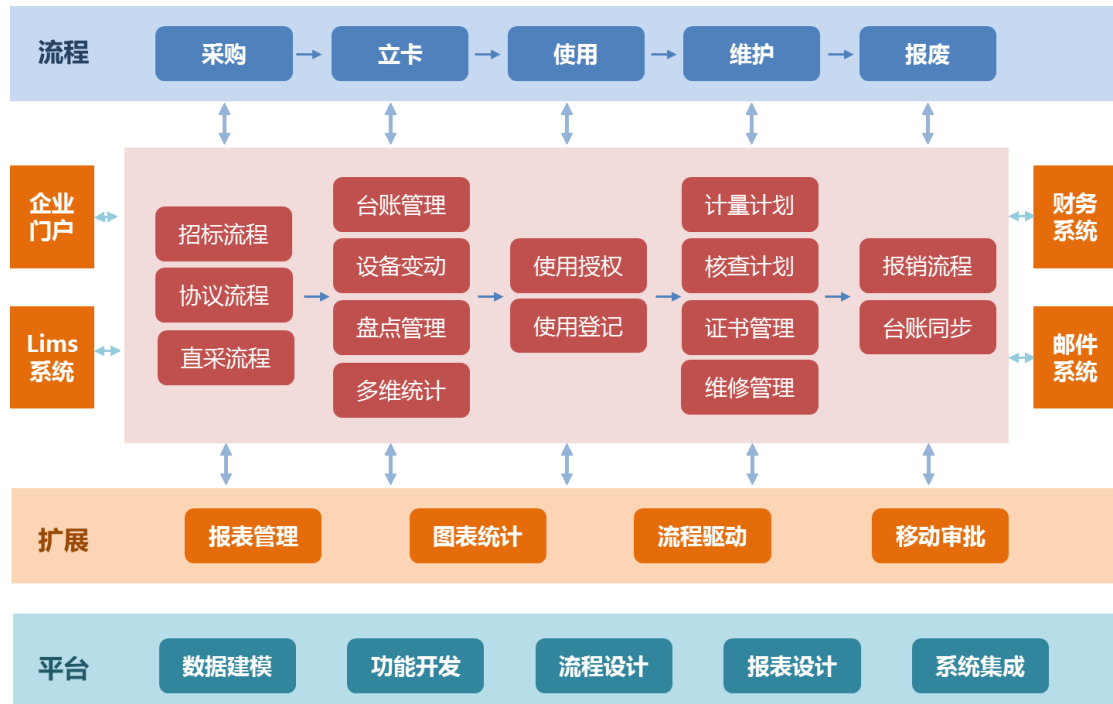 流程
采购
立卡
使用
维护
报废
企业
门户
Lims
系统
招标流程
协议流程
直采流程
台账管理
设备变动
盘点管理
多维统计
使用授权
使用登记
计量计划
核查计划
证书管理
维修管理
报销流程
台账同步
财务
系统
邮件
系统
扩展
报表管理
图表统计
流程驱动
移动审批
平台
数据建模
功能开发
流程设计
报表设计
系统集成